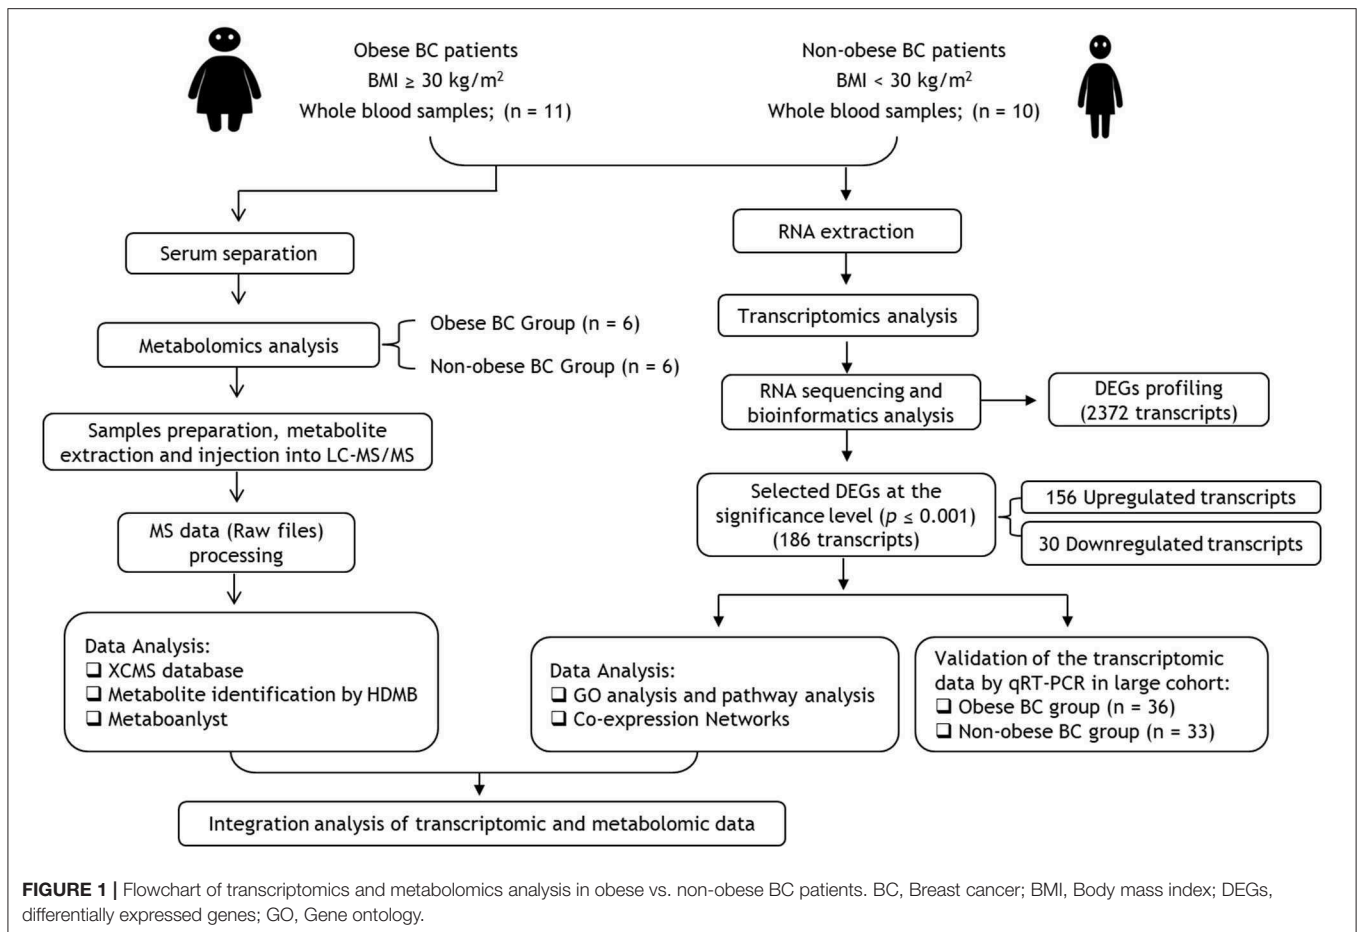 Obese BC patients
BMI ≥ 30 kg/m²
Whole blood samples; (n = 11)
Non-obese BC patients
BMI < 30 kg/m²
Whole blood samples; (n = 10)
Serum separation
Metabolomics analysis
Obese BC Group (n = 6)
Non-obese BC Group (n = 6)
Samples preparation, metabolite
extraction and injection into LC-MS/MS
MS data (Raw files)
processing
Data Analysis:
❑ XCMS database
❑ Metabolite identification by HDMB
❑ Metaboanlyst
RNA extraction
Transcriptomics analysis
RNA sequencing and
bioinformatics analysis
DEGs profiling
(2372 transcripts)
Selected DEGs at the
significance level (p ≤ 0.001)
(186 transcripts)
156 Upregulated transcripts
30 Downregulated transcripts
Data Analysis:
❑ GO analysis and pathway analysis
❑ Co-expression Networks
Validation of the transcriptomic
data by qRT-PCR in large cohort:
❑ Obese BC group (n = 36)
❑ Non-obese BC group (n = 33)
Integration analysis of transcriptomic and metabolomic data
FIGURE 1 | Flowchart of transcriptomics and metabolomics analysis in obese vs. non-obese BC patients. BC, Breast cancer; BMI, Body mass index; DEGs,
differentially expressed genes; GO, Gene ontology.